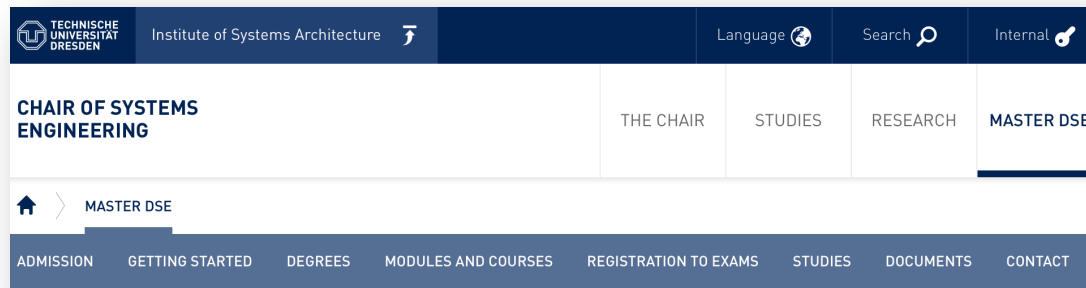 TECHNISCHE
UNIVERSITÄT
DRESDEN
Institute of Systems Architecture
Language
Search
Internal
CHAIR OF SYSTEMS
ENGINEERING
THE CHAIR
STUDIES
RESEARCH
MASTER DSE
MASTER DSE
ADMISSION
GETTING STARTED
DEGREES
MODULES AND COURSES
REGISTRATION TO EXAMS
STUDIES
DOCUMENTS
CONTACT